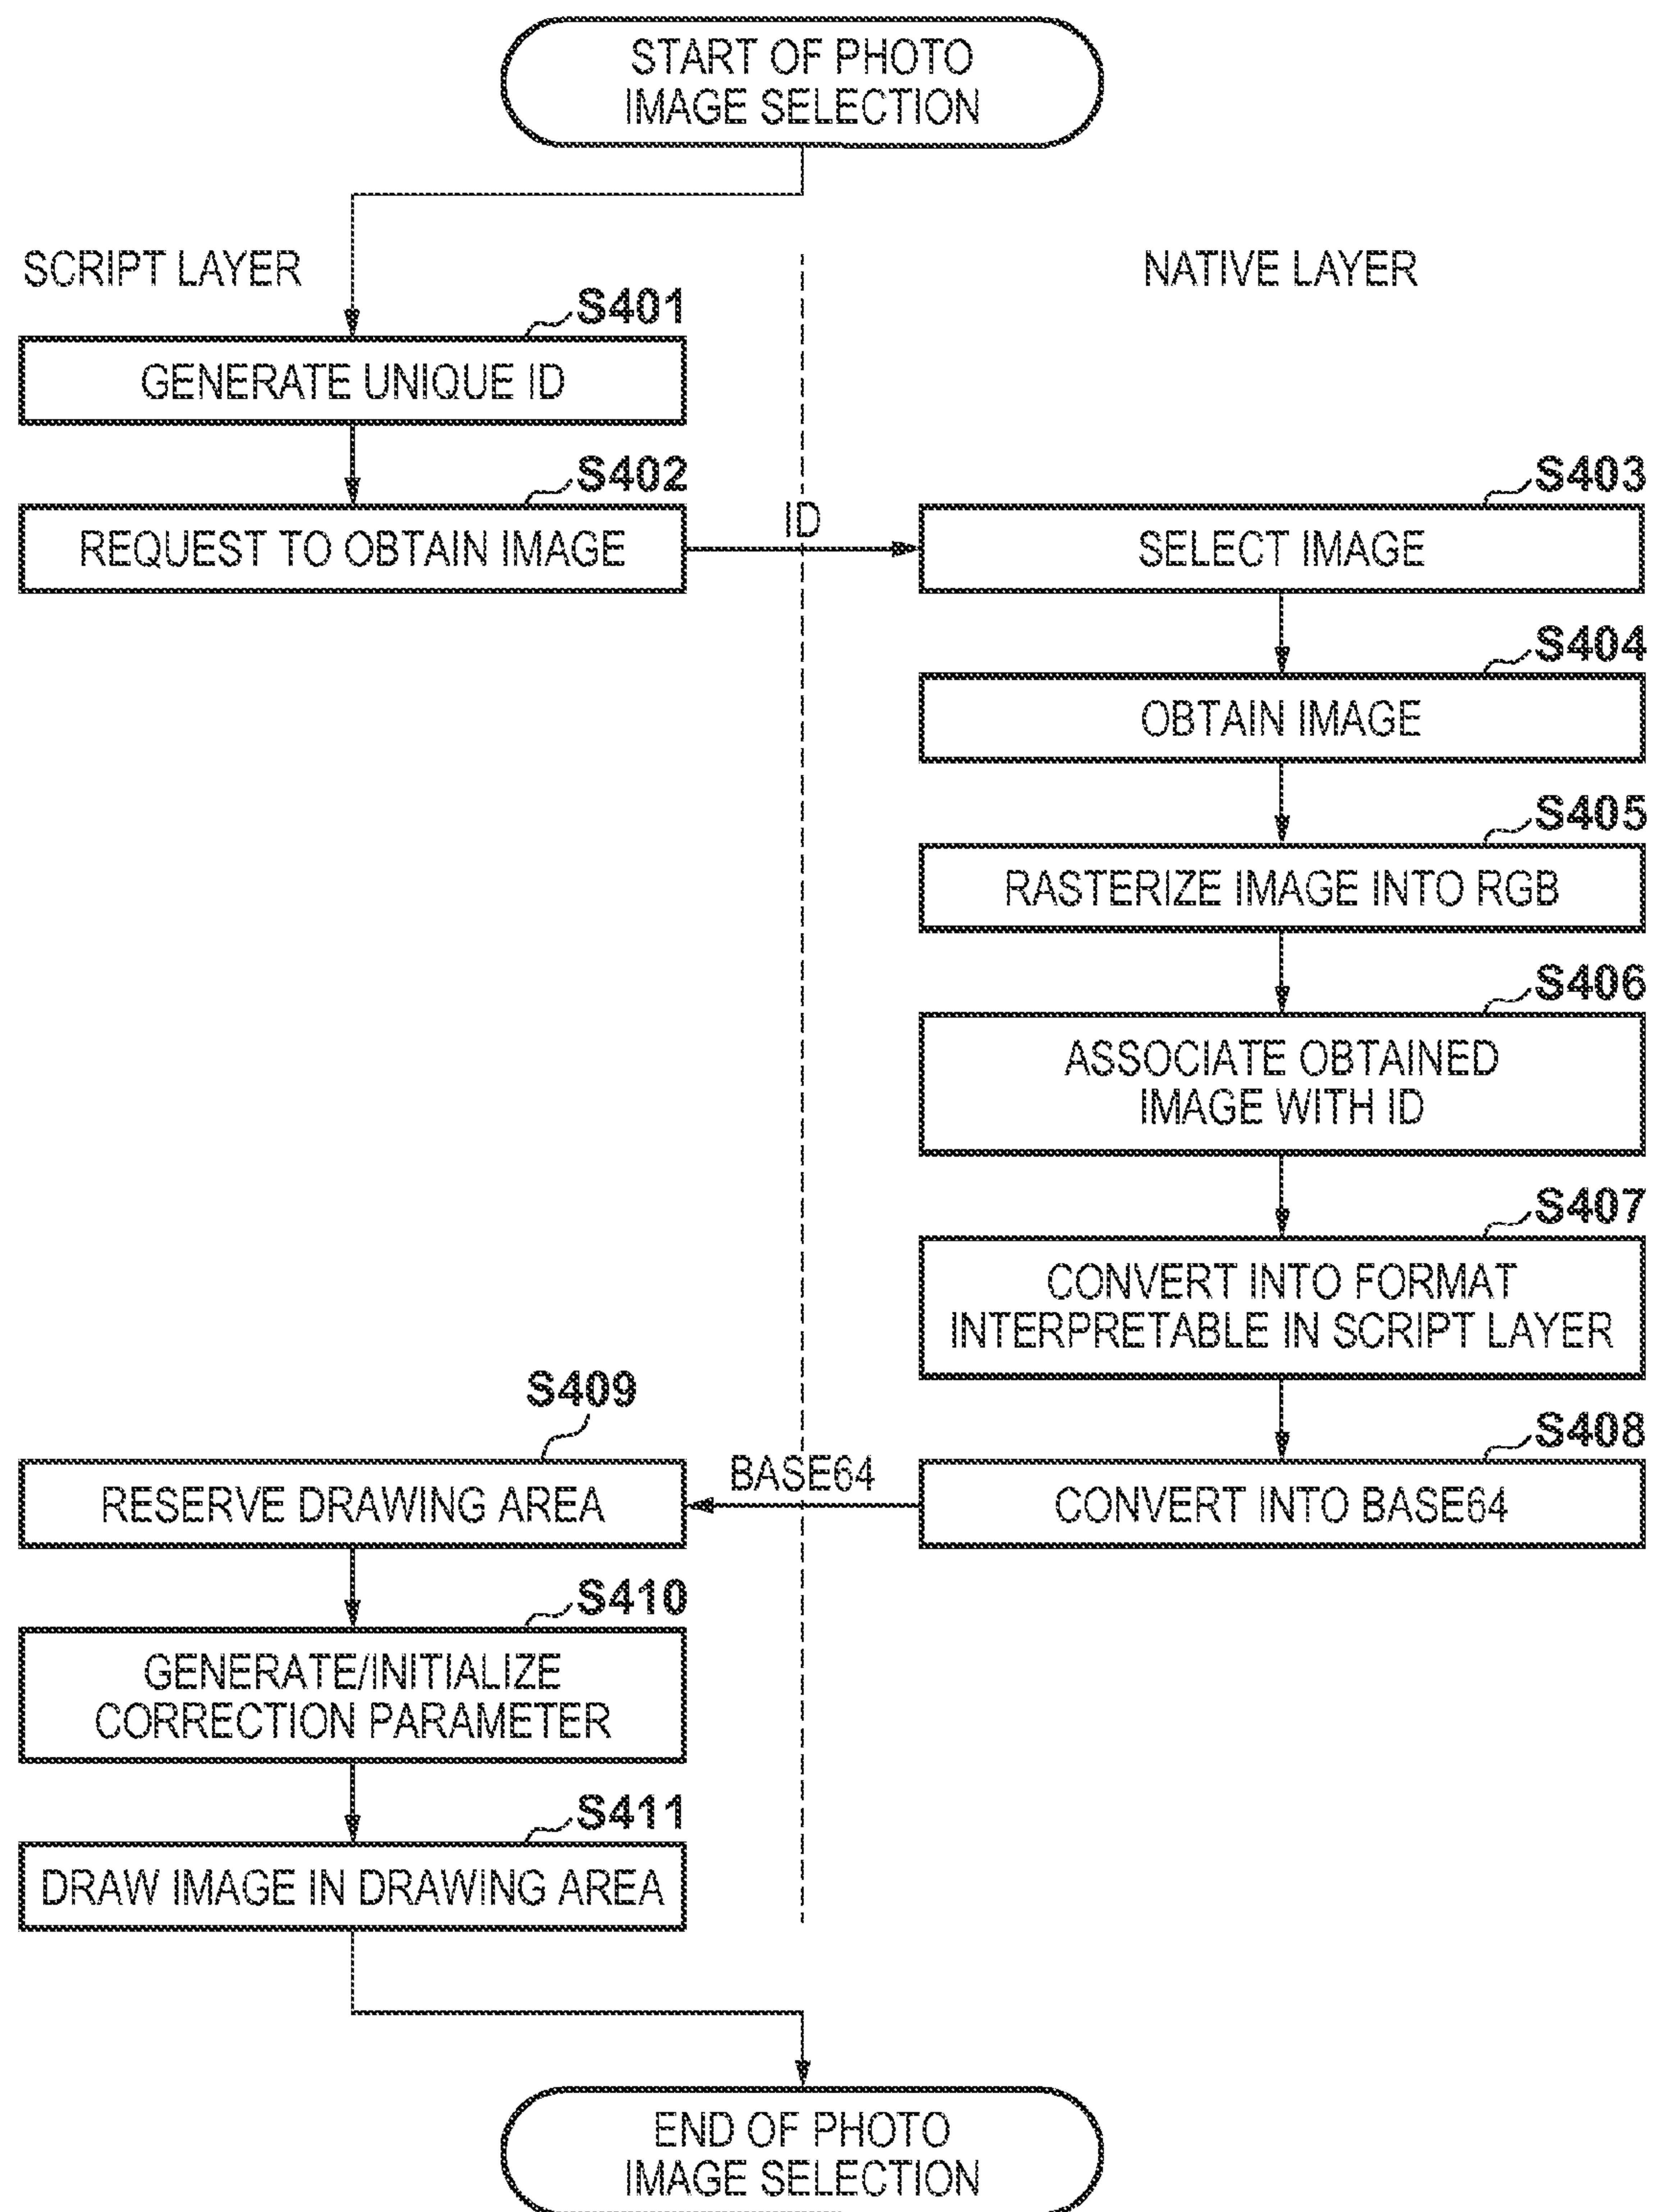 START OF PHOTO
IMAGE SELECTION
SCRIPT LAYER
NATIVE LAYER
S401
GENERATE UNIQUE ID
S402
REQUEST TO OBTAIN IMAGE
ID
S403
SELECT IMAGE
S404
OBTAIN IMAGE
S405
RASTERIZE IMAGE INTO RGB
S406
ASSOCIATE OBTAINED
IMAGE WITH ID
S407
CONVERT INTO FORMAT
INTERPRETABLE IN SCRIPT LAYER
S408
CONVERT INTO BASE64
BASE64
S409
RESERVE DRAWING AREA
S410
GENERATE/INITIALIZE
CORRECTION PARAMETER
S411
DRAW IMAGE IN DRAWING AREA
END OF PHOTO
IMAGE SELECTION